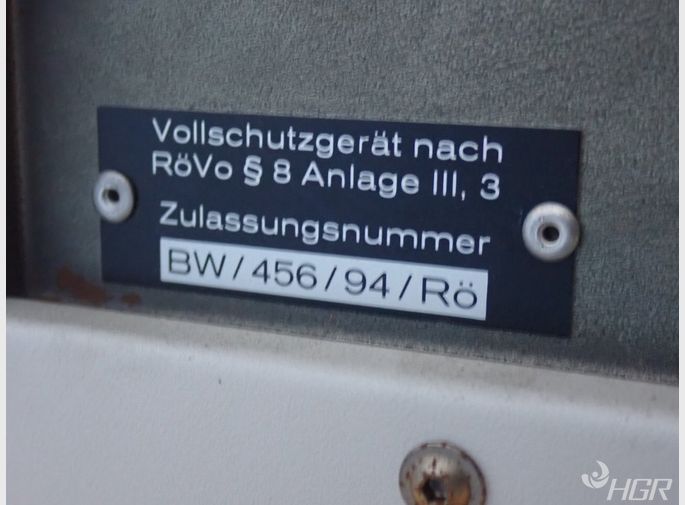 Vollschutzgerät nach
RöVo § 8 Anlage III, 3
Zulassungsnummer
BW/456/94/Rö
HGR